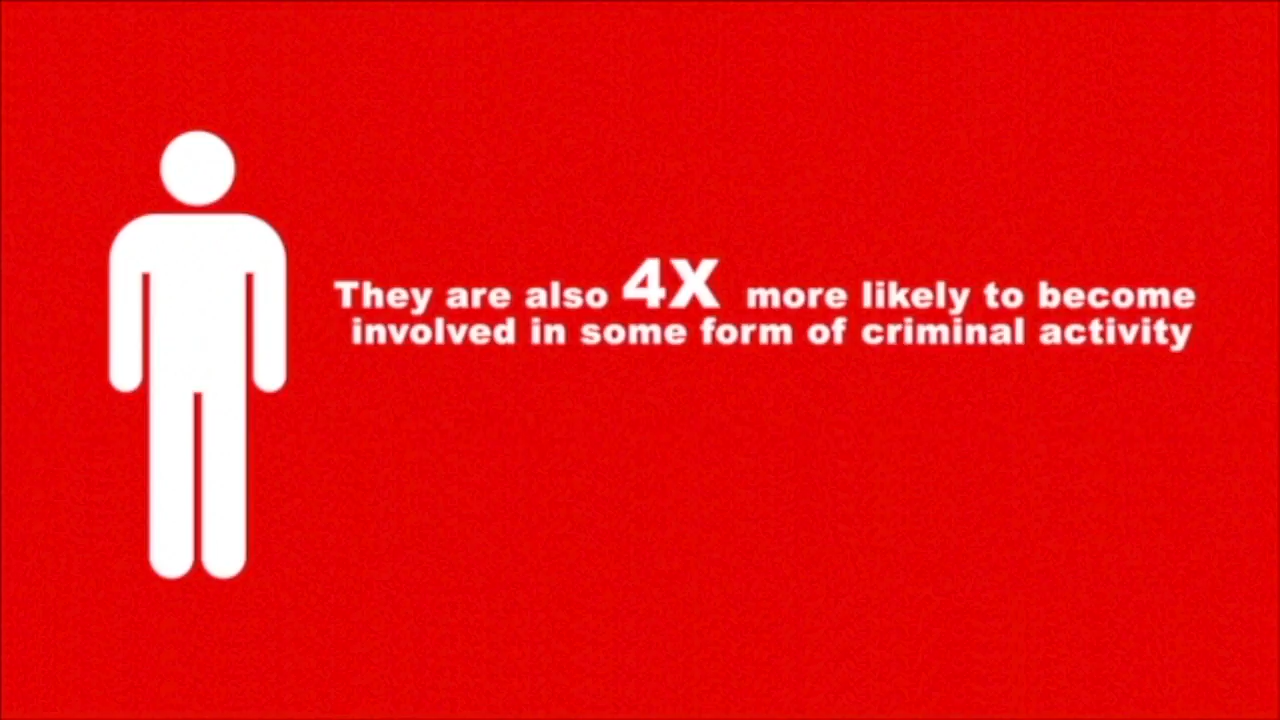 They are also 4X more likely to become
involved in some form of criminal activity